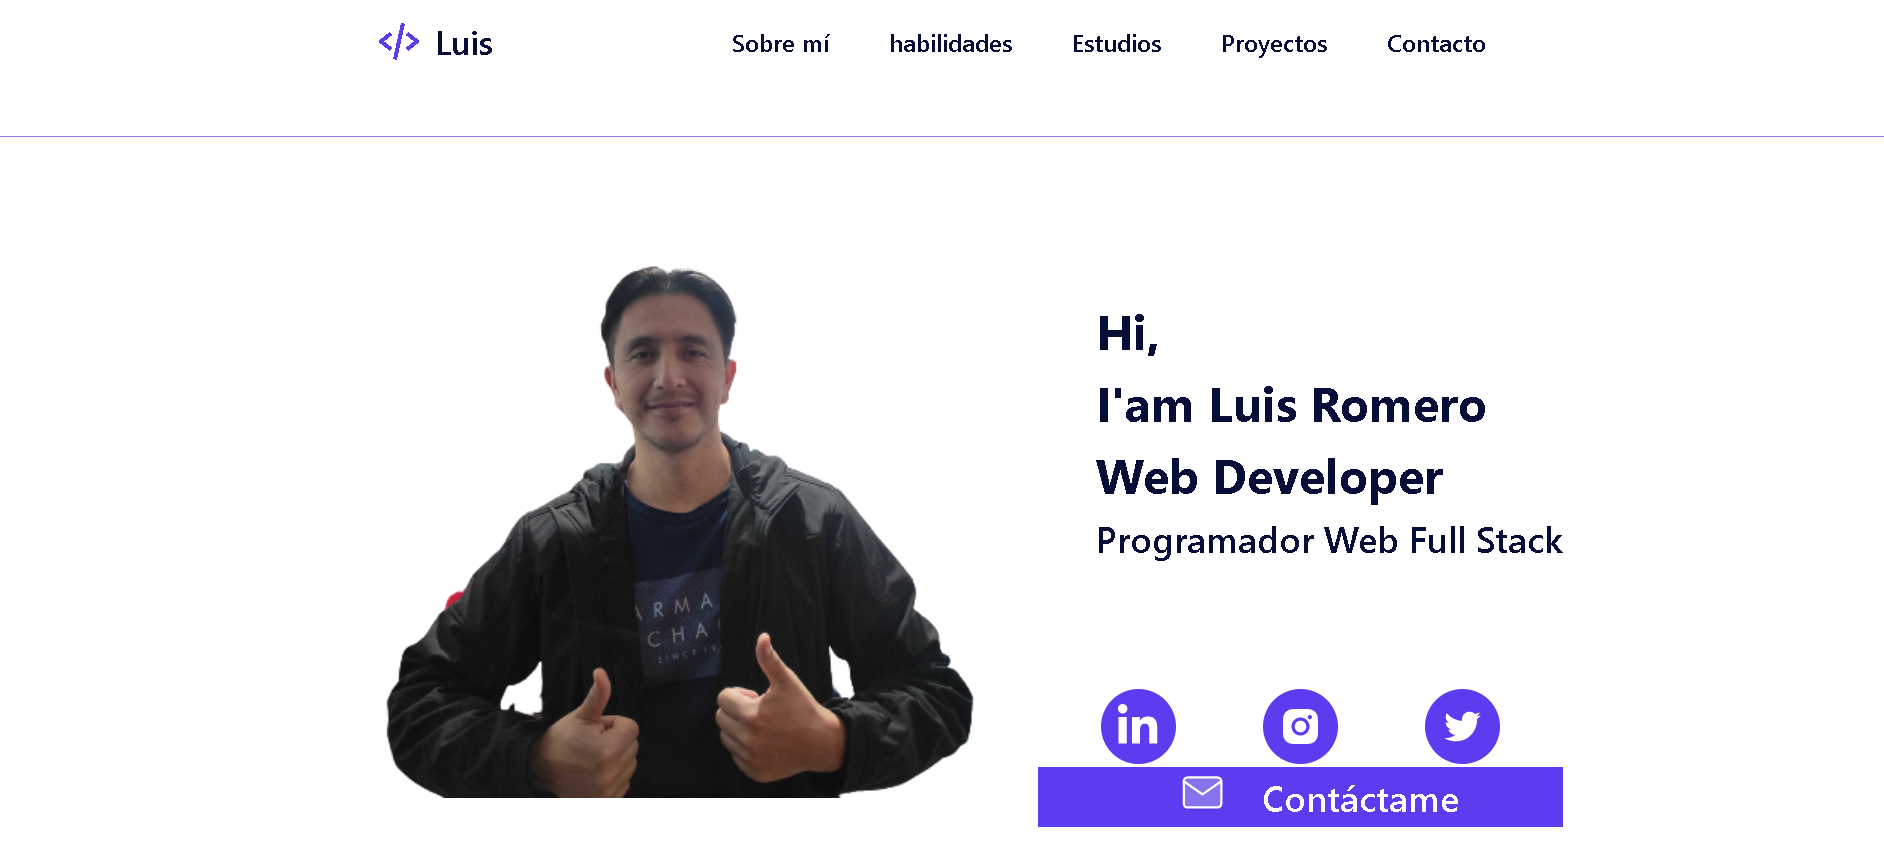 </> Luis
Sobre mí habilidades Estudios Proyectos Contacto
Hi,
I'am Luis Romero
Web Developer
Programador Web Full Stack
ARMA
CHA
SINCE 19
in
Contáctame